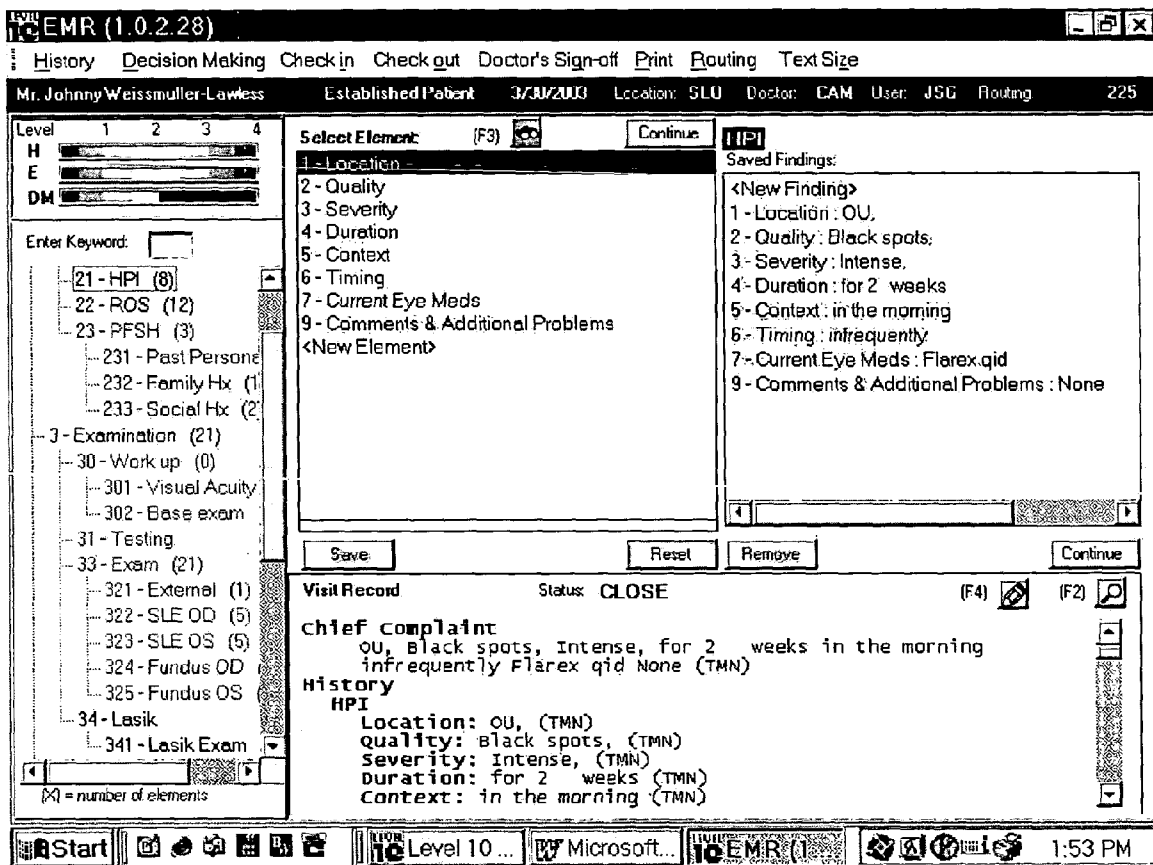 EMR (1.0.2.28)
History Decision Making Check in Check out Doctor's Sign-off Print Routing Text Size
Mr. Johnny Weissmuller-Lawless Established Patient 3/30/2003 Location: SLO Doctor: CAM User: JSG Routing: 225
Level 1 2 3 4
H
E
DM
Enter Keyword:
21 - HPI (8)
22 - ROS (12)
23 - PFSH (3)
231 - Past Persona
232 - Family Hx (1
233 - Social Hx (2
3 - Examination (21)
30 - Work up (0)
301 - Visual Acuity
302 - Base exam
31 - Testing
33 - Exam (21)
321 - External (1)
322 - SLE OD (5)
323 - SLE OS (5)
324 - Fundus OD
325 - Fundus OS
34 - Lasik
341 - Lasik Exam
(X) = number of elements
Select Element: (F3) Continue
1 - Location -
2 - Quality
3 - Severity
4 - Duration
5 - Context
6 - Timing
7 - Current Eye Meds
9 - Comments & Additional Problems
<New Element>
Save Reset
HPI
Saved Findings:
<New Finding>
1 - Location : OU,
2 - Quality : Black spots,
3 - Severity : Intense,
4 - Duration : for 2 weeks
5 - Context : in the morning
6 - Timing : infrequently
7 - Current Eye Meds : Flarex qid
9 - Comments & Additional Problems : None
Remove Continue
Visit Record Status: CLOSE (F4) (F2)
Chief Complaint
OU, Black spots, Intense, for 2 weeks in the morning
infrequently Flarex qid None (TMN)
History
HPI
Location: OU, (TMN)
Quality: Black spots, (TMN)
Severity: Intense, (TMN)
Duration: for 2 weeks (TMN)
Context: in the morning (TMN)
Start Level 10 ... Microsoft... EMR (1 ... 1:53 PM